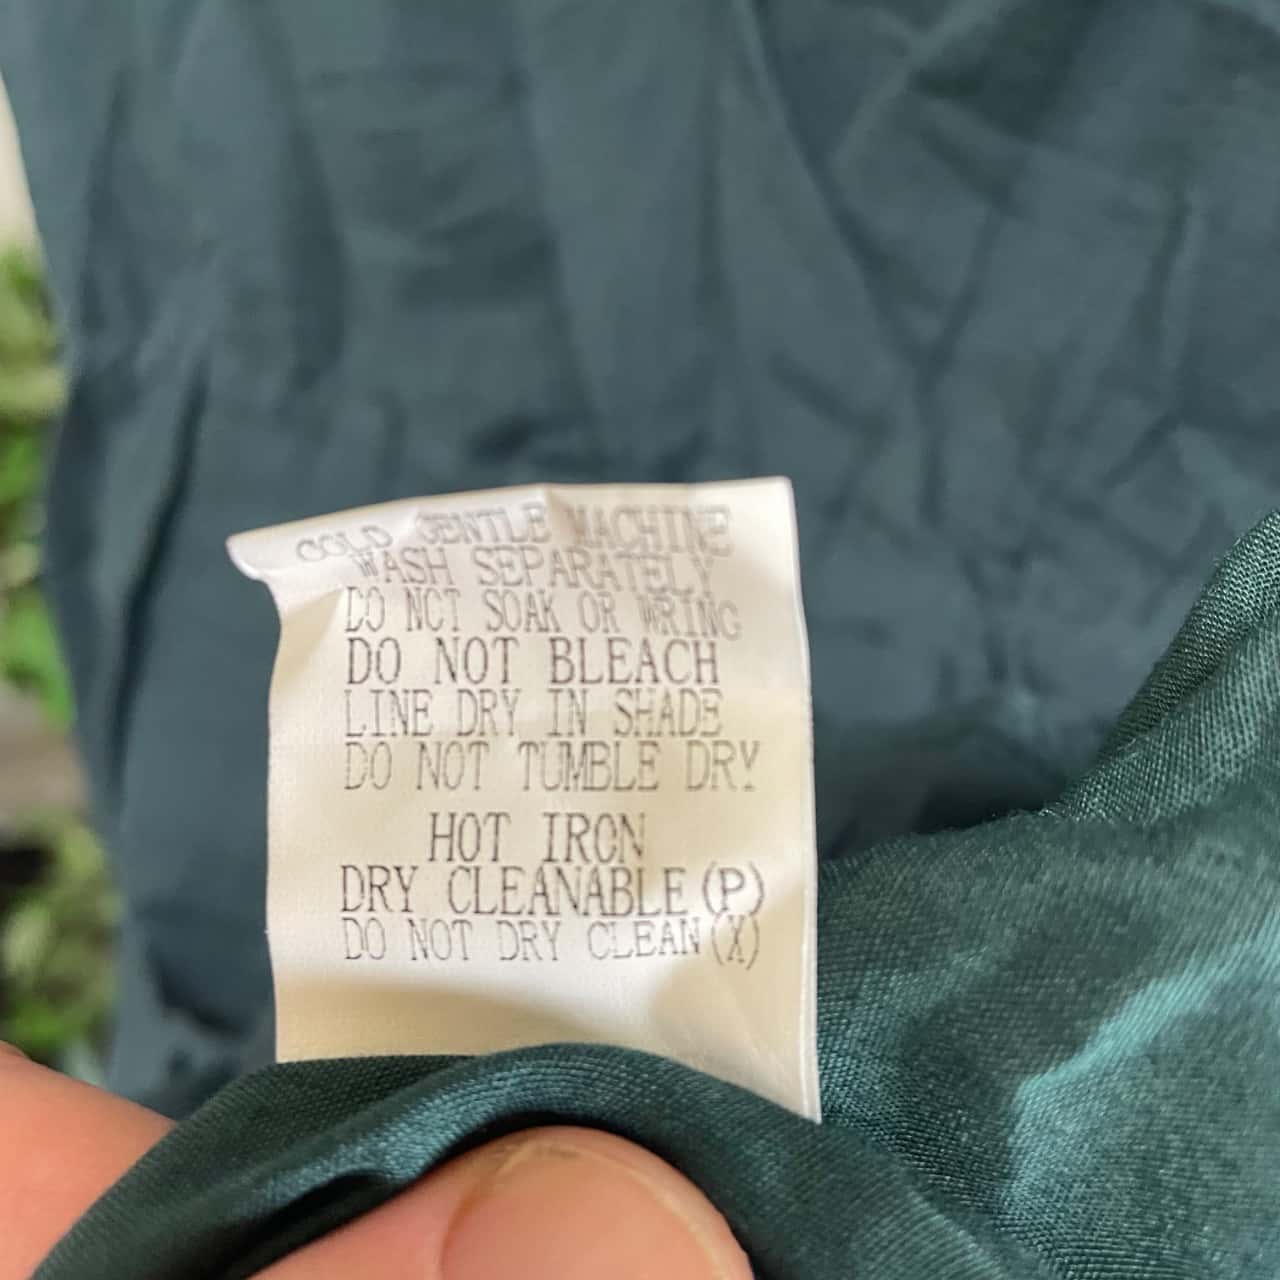 COLD GENTLE MACHINE
WASH SEPARATELY
DO NOT SOAK OR WRING
DO NOT BLEACH
LINE DRY IN SHADE
DO NOT TUMBLE DRY
HOT IRON
DRY CLEANABLE(P)
DO NOT DRY CLEAN(X)